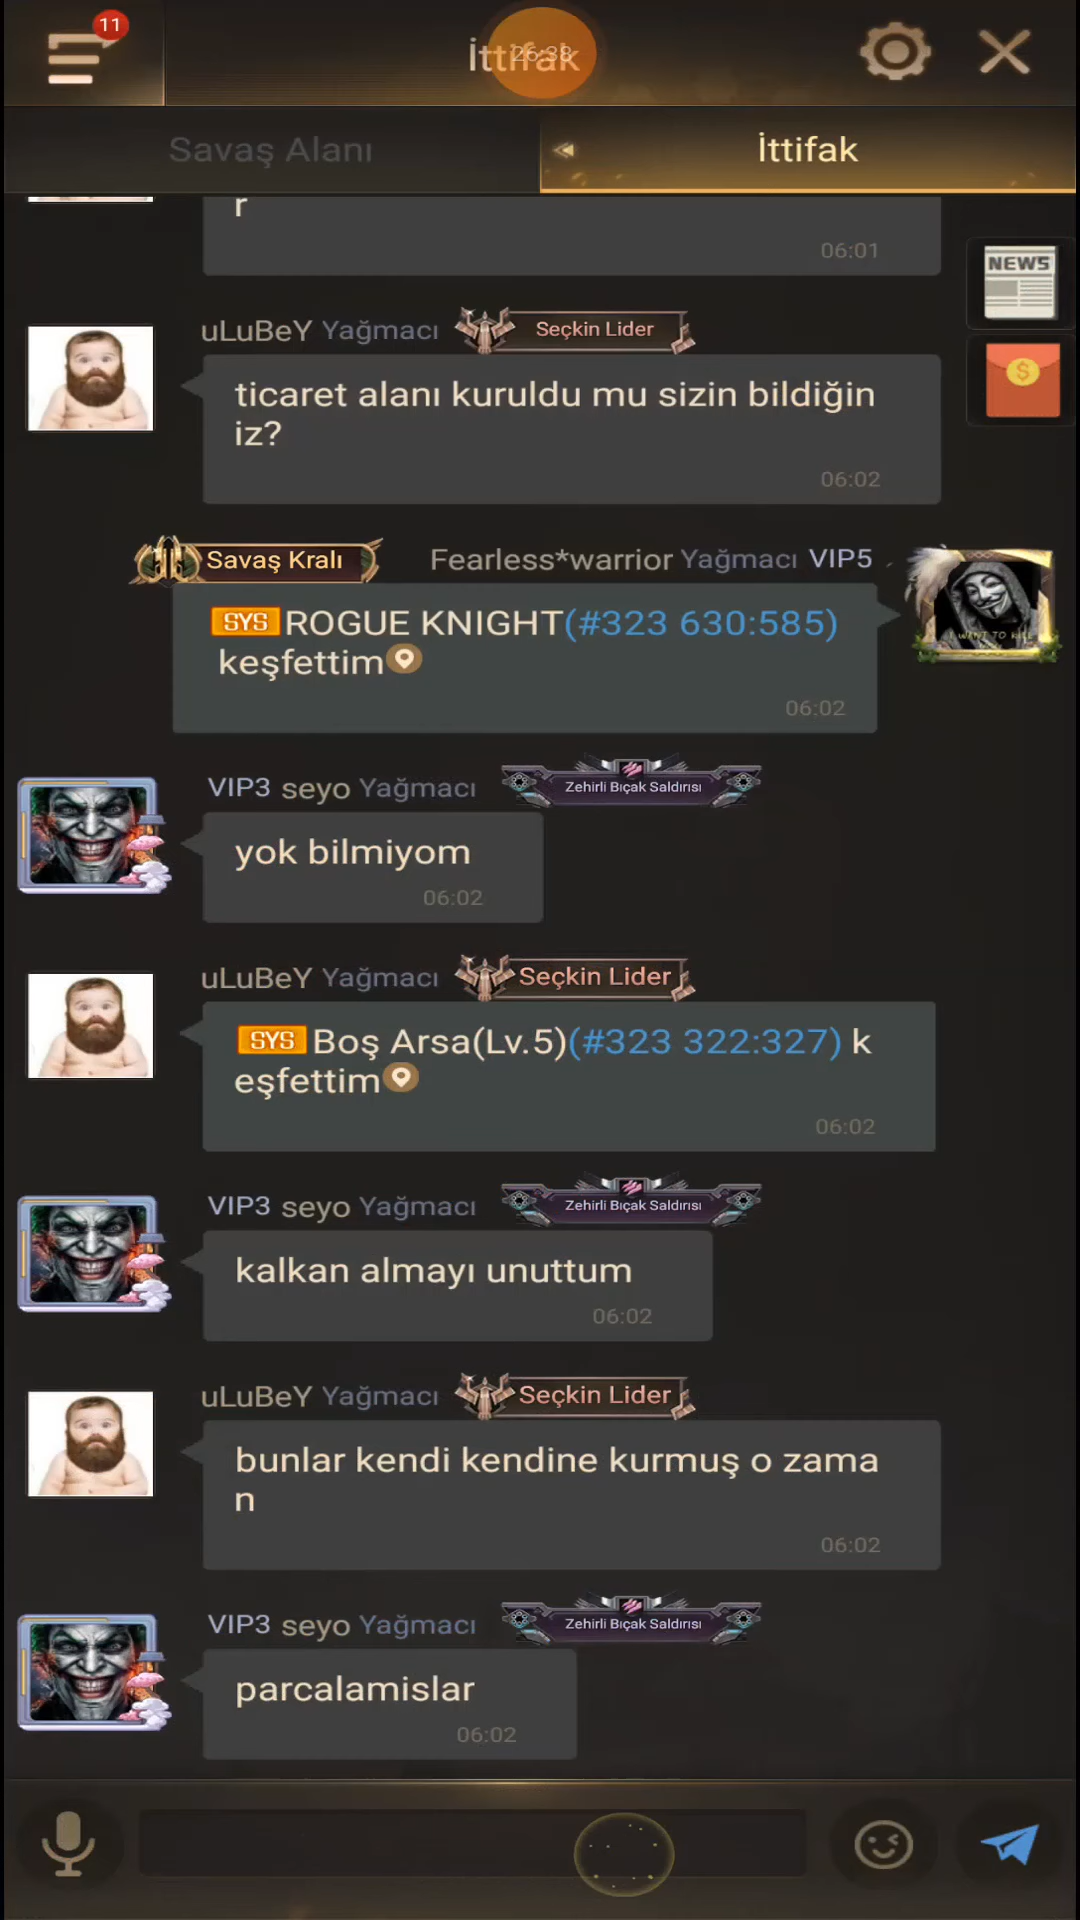 11
İttifak
26:38
Savaş Alanı
İttifak
r
06:01
NEWS
uLuBeY Yağmacı Seçkin Lider
ticaret alanı kuruldu mu sizin bildiğin
iz?
06:02
Savaş Kralı Fearless*warrior Yağmacı VIP5
SYS ROGUE KNIGHT(#323 630:585)
keşfettim
06:02
I WANT TO
VIP3 seyo Yağmacı Zehirli Bıçak Saldırısı
yok bilmiyom
06:02
uLuBeY Yağmacı Seçkin Lider
SYS Boş Arsa(Lv.5)(#323 322:327) k
eşfettim
06:02
VIP3 seyo Yağmacı Zehirli Bıçak Saldırısı
kalkan almayı unuttum
06:02
uLuBeY Yağmacı Seçkin Lider
bunlar kendi kendine kurmuş o zama
n
06:02
VIP3 seyo Yağmacı Zehirli Bıçak Saldırısı
parcalamislar
06:02